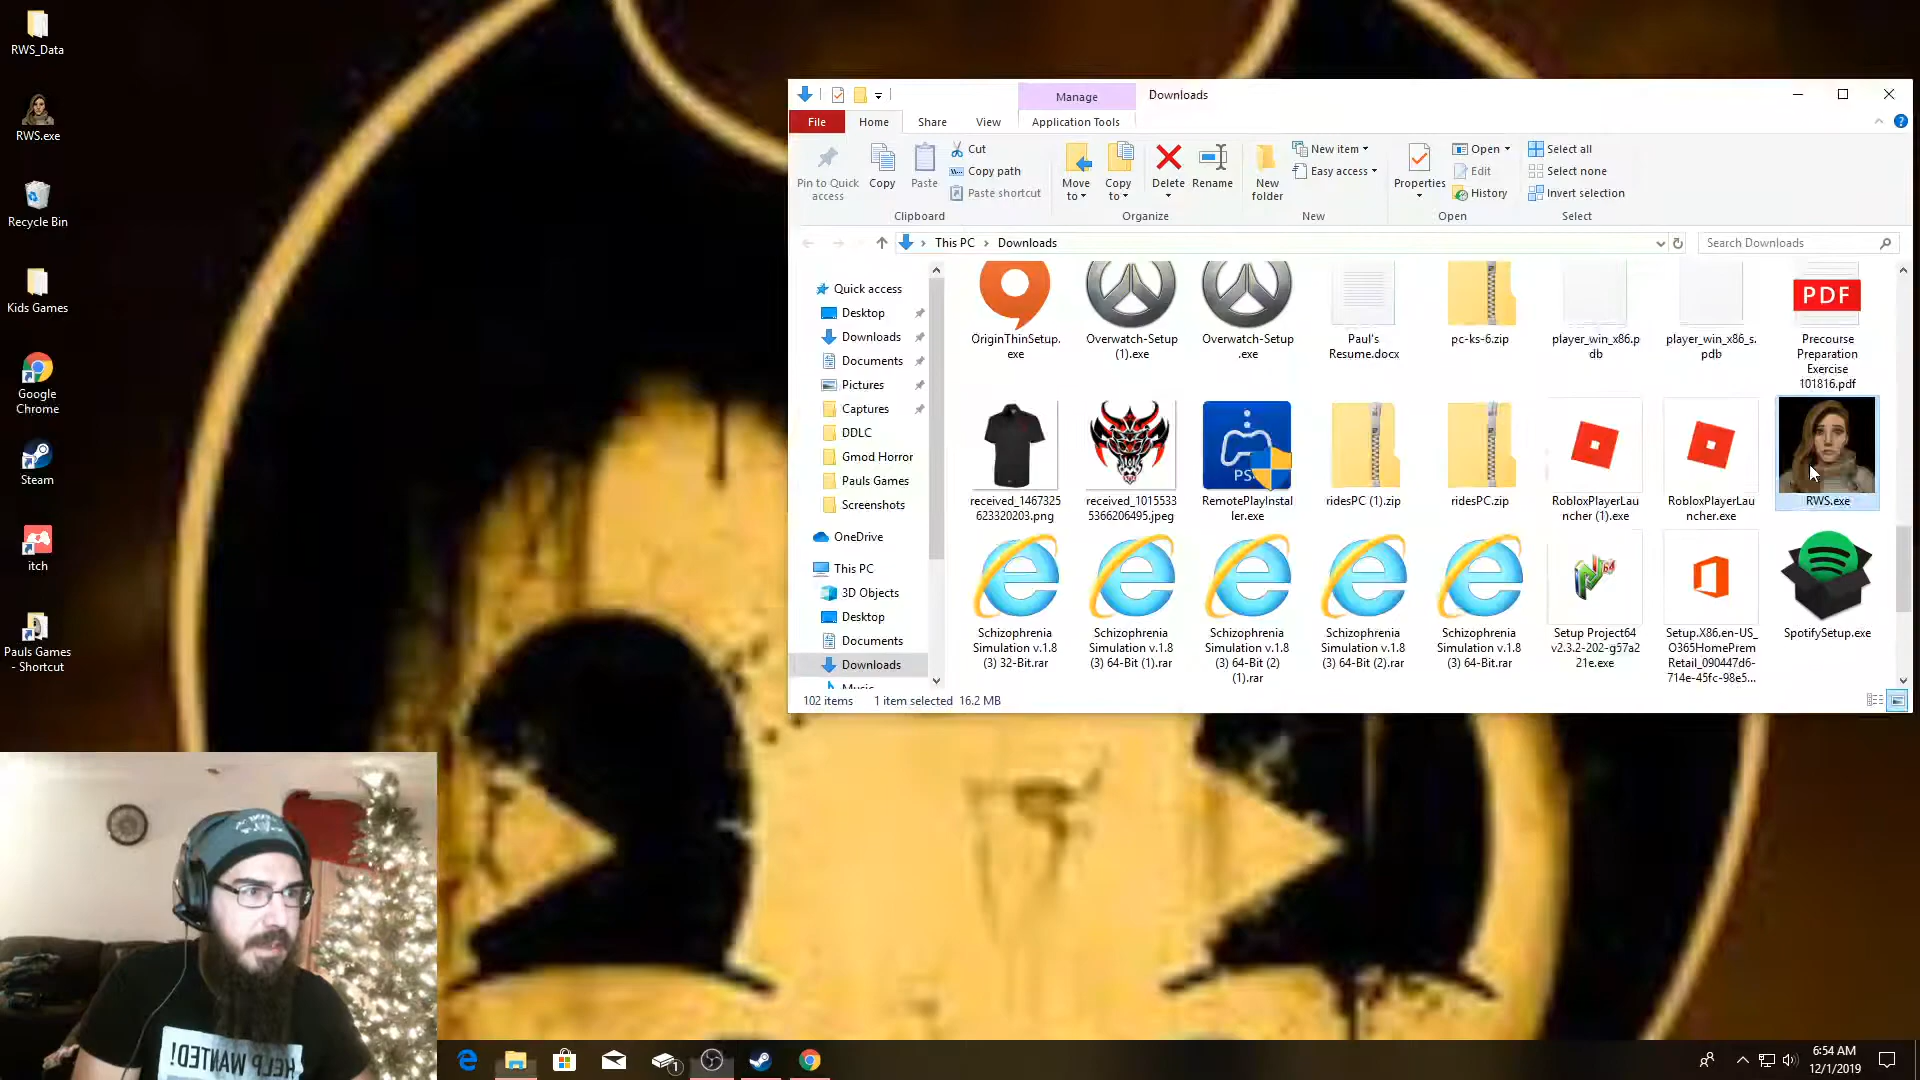 RWS_Data
RWS.exe
Recycle Bin
Kids Games
Google
Chrome
Steam
itch
Pauls Games
- Shortcut
Manage
Downloads
File
Home
Share
View
Application Tools
Pin to Quick
access
Copy
Paste
Cut
Copy path
Paste shortcut
Clipboard
Move
to
Copy
to
Delete
Rename
Organize
New
folder
New item
Easy access
New
Properties
Open
Edit
History
Open
Select all
Select none
Invert selection
Select
This PC > Downloads
Search Downloads
Quick access
Desktop
Downloads
Documents
Pictures
Captures
DDLC
Gmod Horror
Pauls Games
Screenshots
OneDrive
This PC
3D Objects
Desktop
Documents
Downloads
Music
OriginThinSetup.
exe
Overwatch-Setup
(1).exe
Overwatch-Setup
.exe
Paul's
Resume.docx
pc-ks-6.zip
player_win_x86.p
db
player_win_x86_s.
pdb
PDF
Precourse
Preparation
Exercise
101816.pdf
received_1467325
623320203.png
received_1015533
5366206495.jpeg
PS
RemotePlayInstal
ler.exe
ridesPC (1).zip
ridesPC.zip
RobloxPlayerLau
ncher (1).exe
RobloxPlayerLau
ncher.exe
RWS.exe
Schizophrenia
Simulation v.1.8
(3) 32-Bit.rar
Schizophrenia
Simulation v.1.8
(3) 64-Bit (1).rar
Schizophrenia
Simulation v.1.8
(3) 64-Bit (2)
(1).rar
Schizophrenia
Simulation v.1.8
(3) 64-Bit (2).rar
Schizophrenia
Simulation v.1.8
(3) 64-Bit.rar
64
Setup Project64
v2.3.2-202-g57a2
21e.exe
Setup.X86.en-US_
O365HomePrem
Retail_090447d6-
714e-45fc-98e5...
SpotifySetup.exe
102 items
1 item selected
16.2 MB
HELP WANTED!
1
6:54 AM
12/1/2019